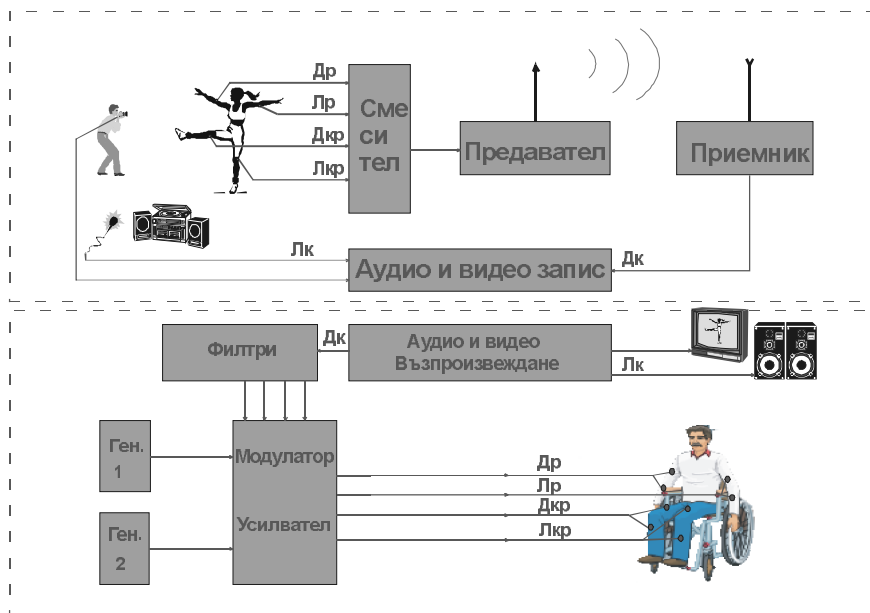 Др
Лр
Дкр
Лкр
Сме
си
тел
Предавател
Приемник
Лк
Аудио и видео запис
Дк
Филтри
Дк
Аудио и видео
Възпроизвеждане
Лк
Ген.
1
Модулатор
Усилвател
Ген.
2
Др
Лр
Дкр
Лкр